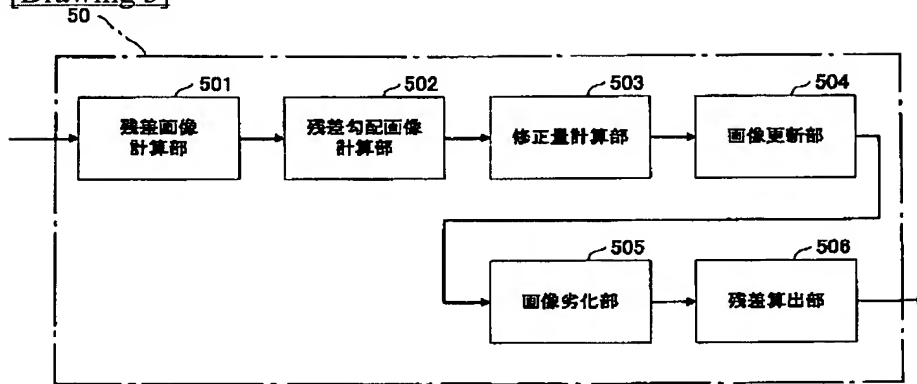 50
501
残差画像
計算部
502
残差勾配画像
計算部
503
修正量計算部
504
画像更新部
505
画像劣化部
506
残差算出部